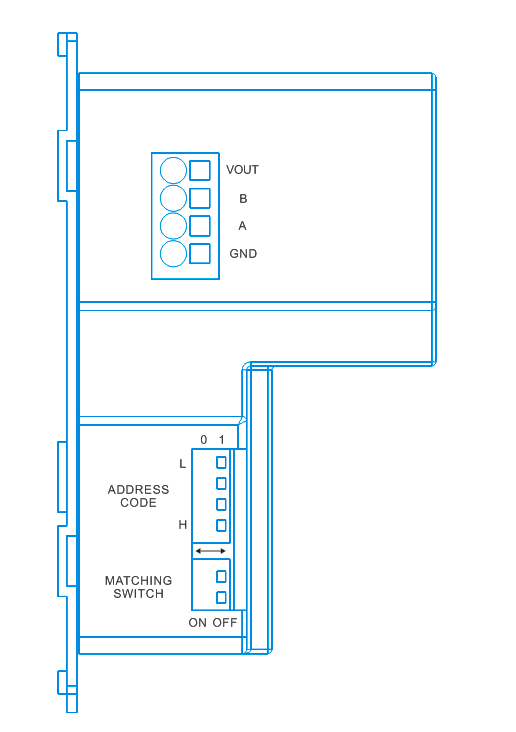 VOUT
B
A
GND
0 1
L
ADDRESS
CODE
H
MATCHING
SWITCH
ON OFF